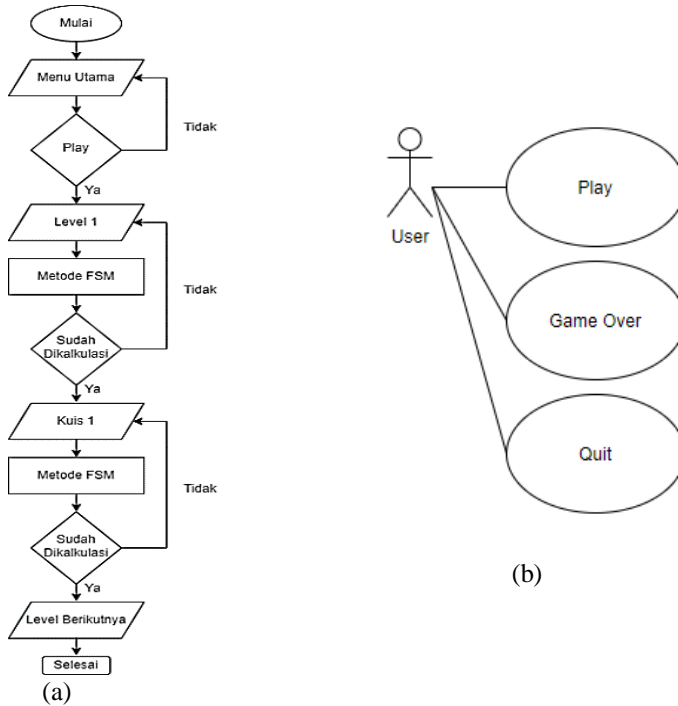 Mulai
Menu Utama
Tidak
Play
Ya
Level 1
Metode FSM
Tidak
Sudah
Dikalkulasi
Ya
Kuis 1
Metode FSM
Tidak
Sudah
Dikalkulasi
Ya
Level Berikutnya
Selesai
(a)
User
Play
Game Over
Quit
(b)